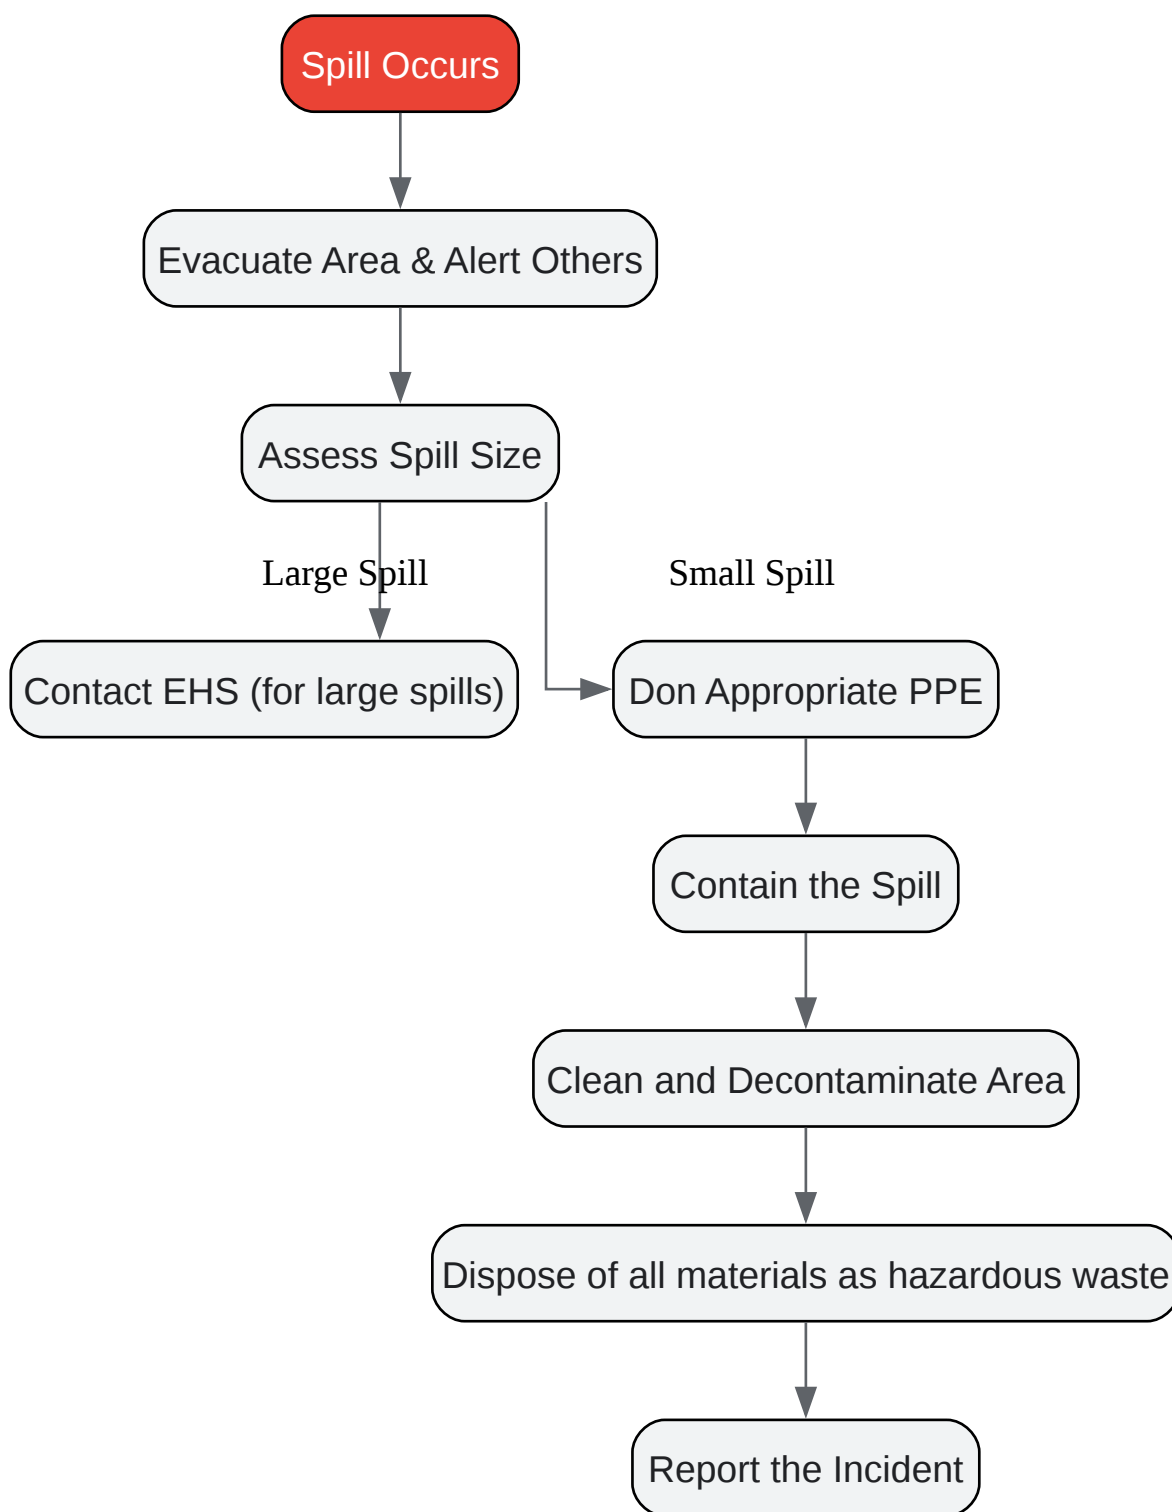 Spill Occurs
Evacuate Area & Alert Others
Assess Spill Size
Large Spill
Small Spill
Contact EHS (for large spills)
Don Appropriate PPE
Contain the Spill
Clean and Decontaminate Area
Dispose of all materials as hazardous waste
Report the Incident